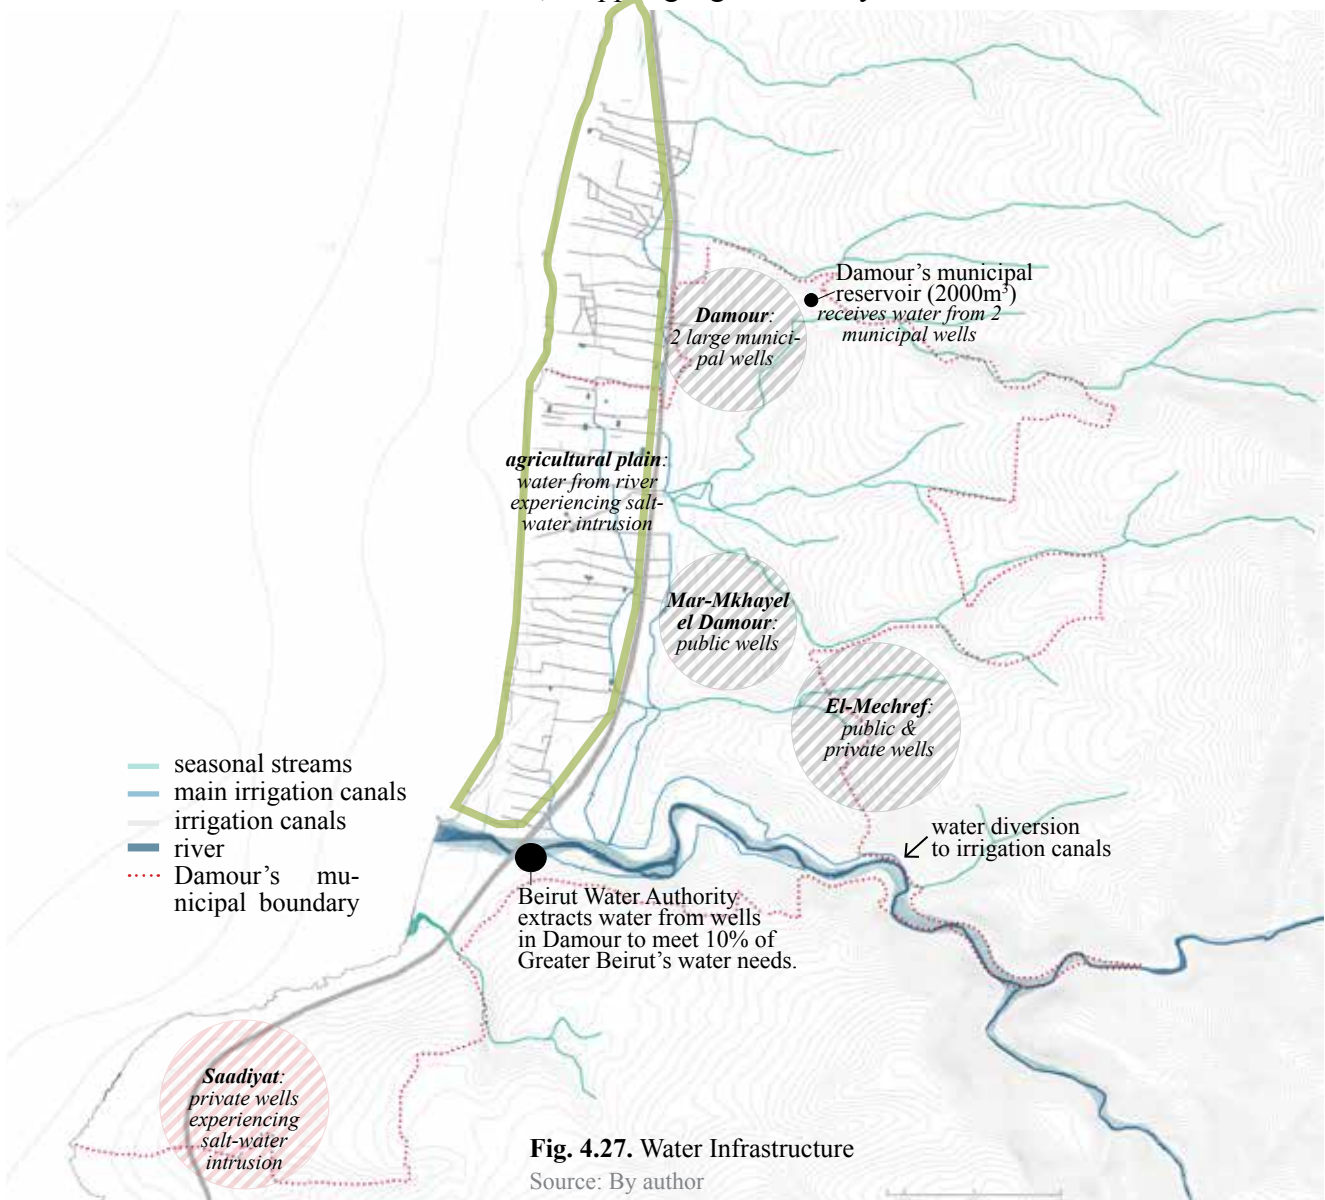 Damour's municipal
reservoir (2000m³)
receives water from 2
municipal wells
Damour:
2 large munici-
pal wells
agricultural plain:
water from river
experiencing salt-
water intrusion
Mar-Mkhayel
el Damour:
public wells
El-Mechref:
public &
private wells
seasonal streams
main irrigation canals
irrigation canals
river
Damour's mu-
nicipal boundary
water diversion
to irrigation canals
Beirut Water Authority
extracts water from wells
in Damour to meet 10% of
Greater Beirut's water needs.
Saadiyat:
private wells
experiencing
salt-water
intrusion
Fig. 4.27. Water Infrastructure
Source: By author